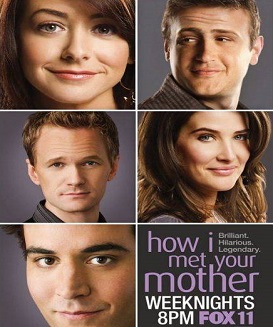 how i Brilliant.
Hilarious.
Legendary.
met your
mother
WEEKNIGHTS
8PM FOX 11